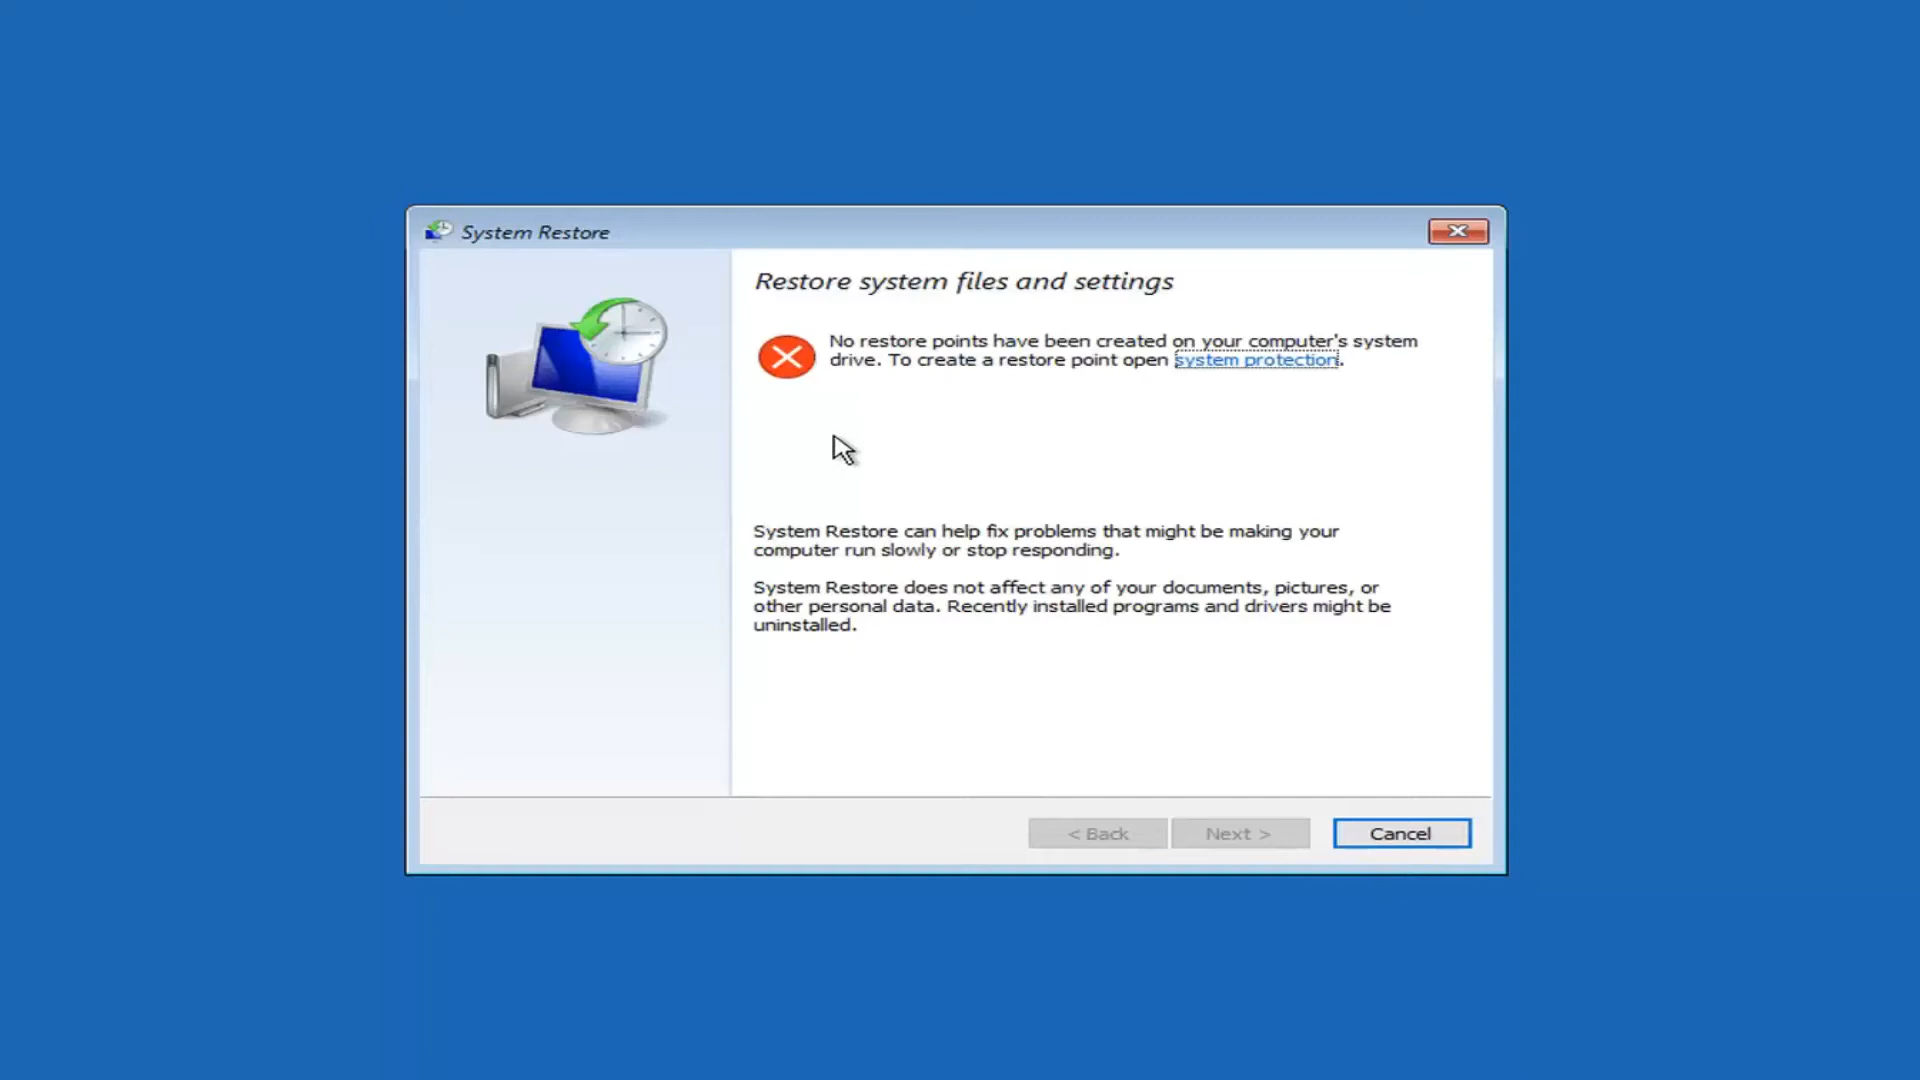 System Restore
Restore system files and settings
No restore points have been created on your computer's system
drive. To create a restore point open system protection.
System Restore can help fix problems that might be making your
computer run slowly or stop responding.
System Restore does not affect any of your documents, pictures, or
other personal data. Recently installed programs and drivers might be
uninstalled.
< Back
Next >
Cancel